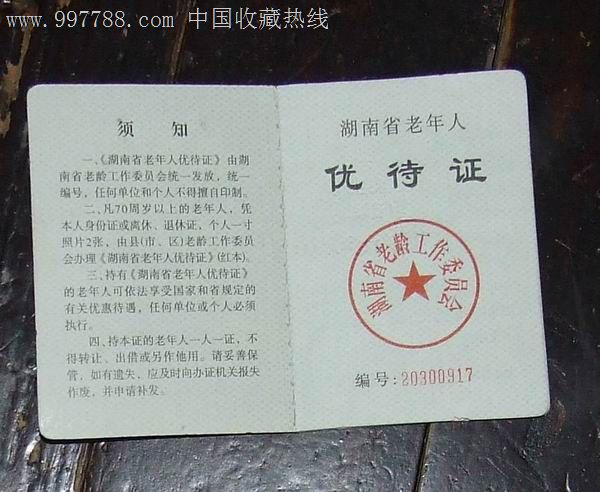 www.997788.com 中国收藏热线
须 知
一、《湖南省老年人优待证》由湖
南省老龄工作委员会统一发放，统一
编号，任何单位和个人不得擅自印制。
二、凡70周岁以上的老年人，凭
本人身份证或离休、退休证，个人一寸
照片2张，由县(市、区)老龄工作委员
会办理《湖南省老年人优待证》(红本)。
三、持有《湖南省老年人优待证》
的老年人可依法享受国家和省规定的
有关优惠待遇，任何单位或个人必须
执行。
四、持本证的老年人一人一证，不
得转让、出借或另作他用。请妥善保
管，如有遗失，应及时向办证机关报失
作废，并申请补发。
湖南省老年人
优待证
湖南省老龄工作委员会
编号:20300917